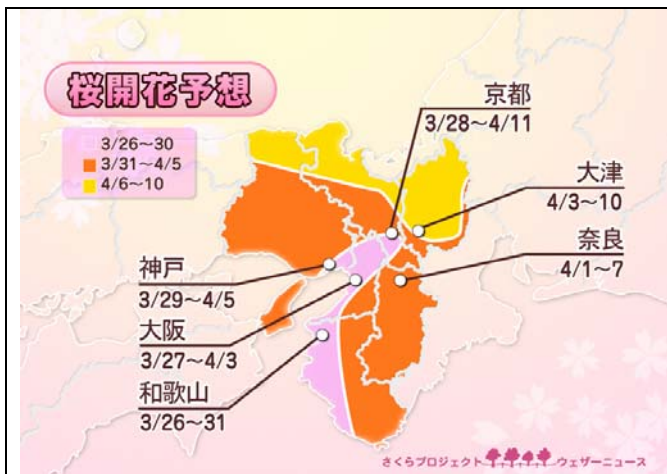 桜開花予想
3/26～30
3/31～4/5
4/6～10
京都
3/28～4/11
大津
4/3～10
奈良
4/1～7
神戸
3/29～4/5
大阪
3/27～4/3
和歌山
3/26～31
さくらプロジェクト ウェザーニュース